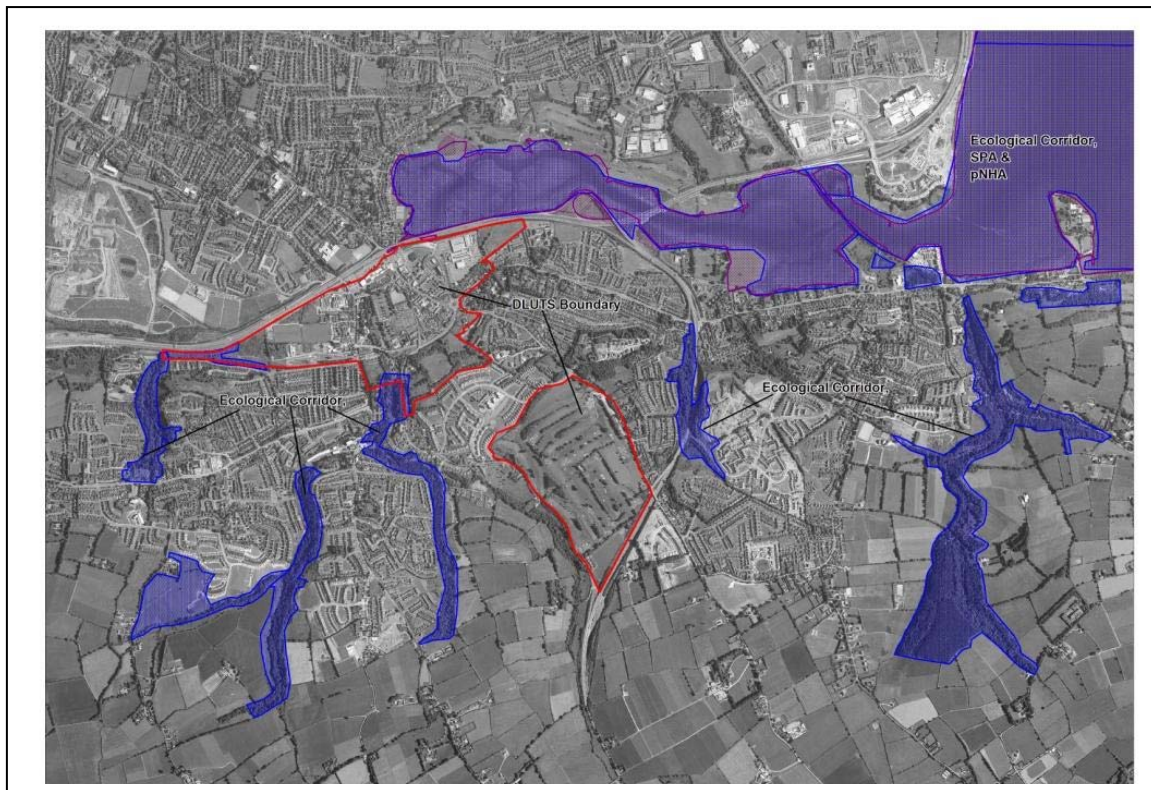 Ecological Corridor,
SPA &
pNHA
DLUTS Boundary
Ecological Corridor
Ecological Corridor